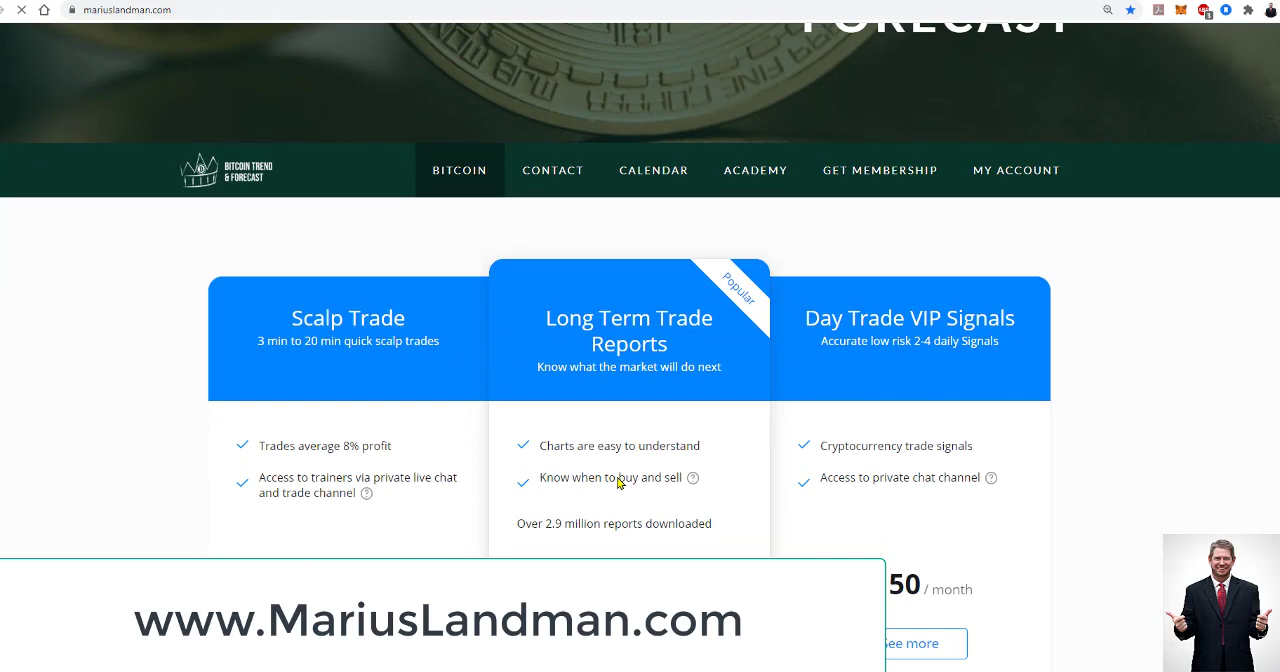 mariuslandman.com
3
FORECAST
BITCOIN TREND
& FORECAST
BITCOIN
CONTACT
CALENDAR
ACADEMY
GET MEMBERSHIP
MY ACCOUNT
Scalp Trade
3 min to 20 min quick scalp trades
Trades average 8% profit
Access to trainers via private live chat
and trade channel ?
Popular
Long Term Trade
Reports
Know what the market will do next
Charts are easy to understand
Know when to buy and sell ?
Over 2.9 million reports downloaded
Day Trade VIP Signals
Accurate low risk 2-4 daily Signals
Cryptocurrency trade signals
Access to private chat channel ?
50 / month
See more
www.MariusLandman.com